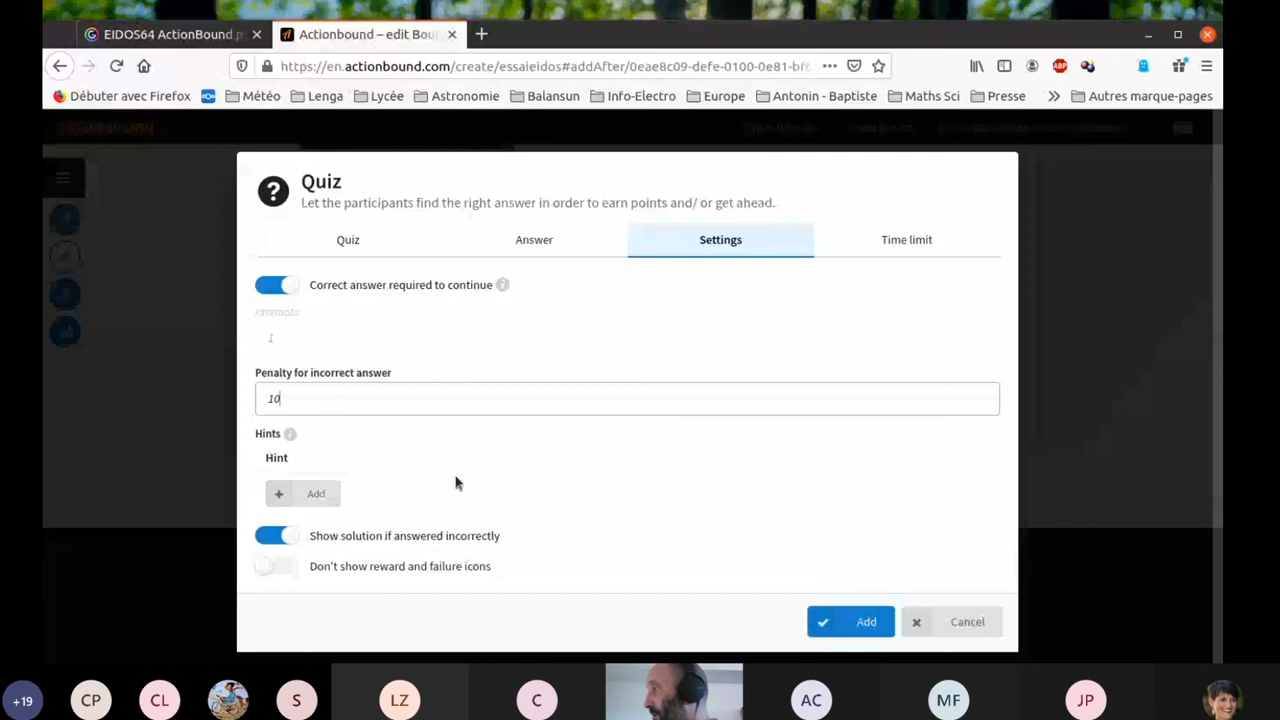 EIDOS64 ActionBound.p
Actionbound – edit Bou
https://en.actionbound.com/create/essaieidos#addAfter/0eae8c09-defe-0100-0e81-bf
Débuter avec Firefox
Météo
Lenga
Lycée
Astronomie
Balansun
Info-Electro
Europe
Antonin - Baptiste
Maths Sci
Presse
Autres marque-pages
Quiz
Let the participants find the right answer in order to earn points and/ or get ahead.
Quiz
Answer
Settings
Time limit
Correct answer required to continue
Attempts
1
Penalty for incorrect answer
10
Hints
Hint
+ Add
Show solution if answered incorrectly
Don't show reward and failure icons
Add
Cancel
+19
CP
CL
S
LZ
C
AC
MF
JP